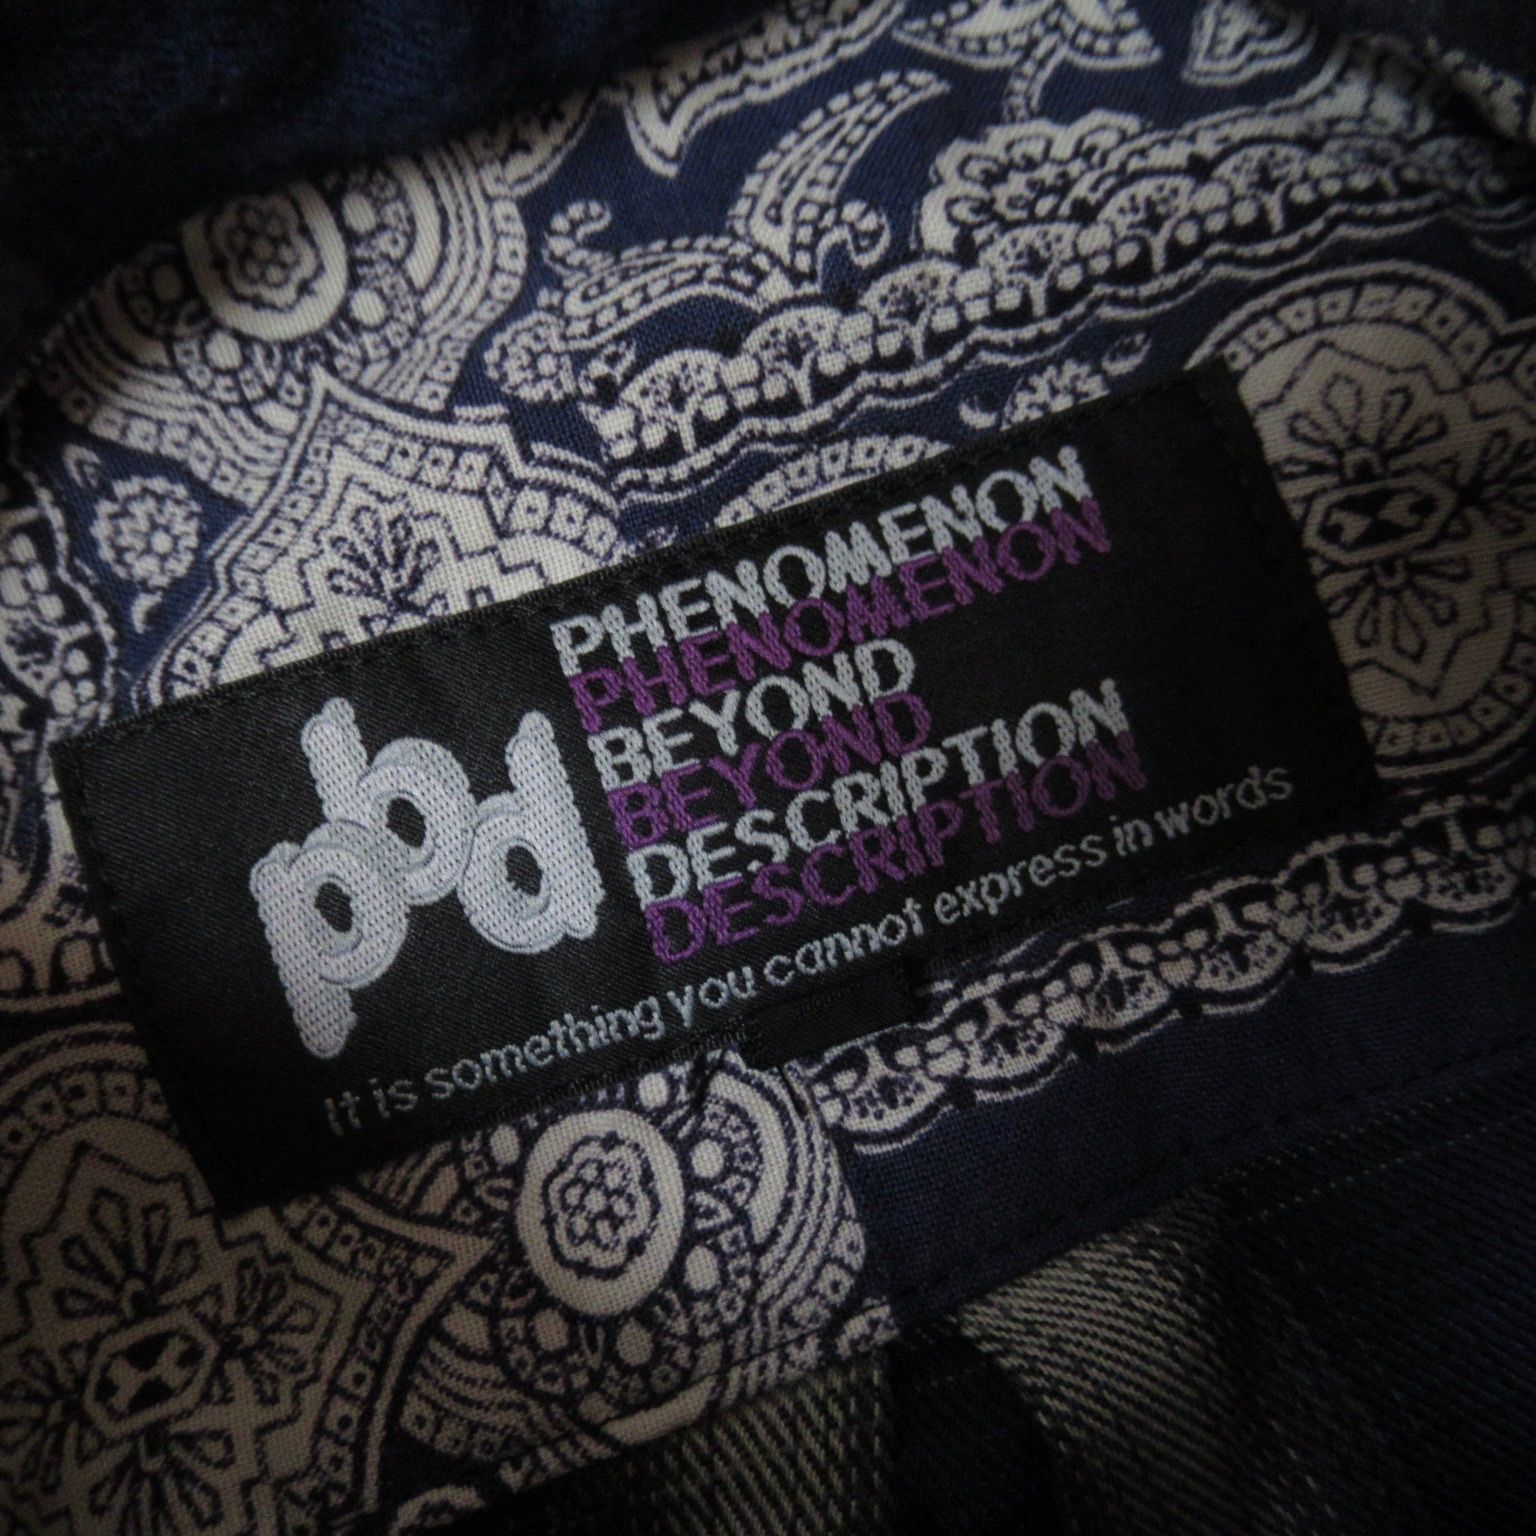 pbd
PHENOMENON
PHENOMENON
BEYOND
BEYOND
DESCRIPTION
DESCRIPTION
It is something you cannot express in words